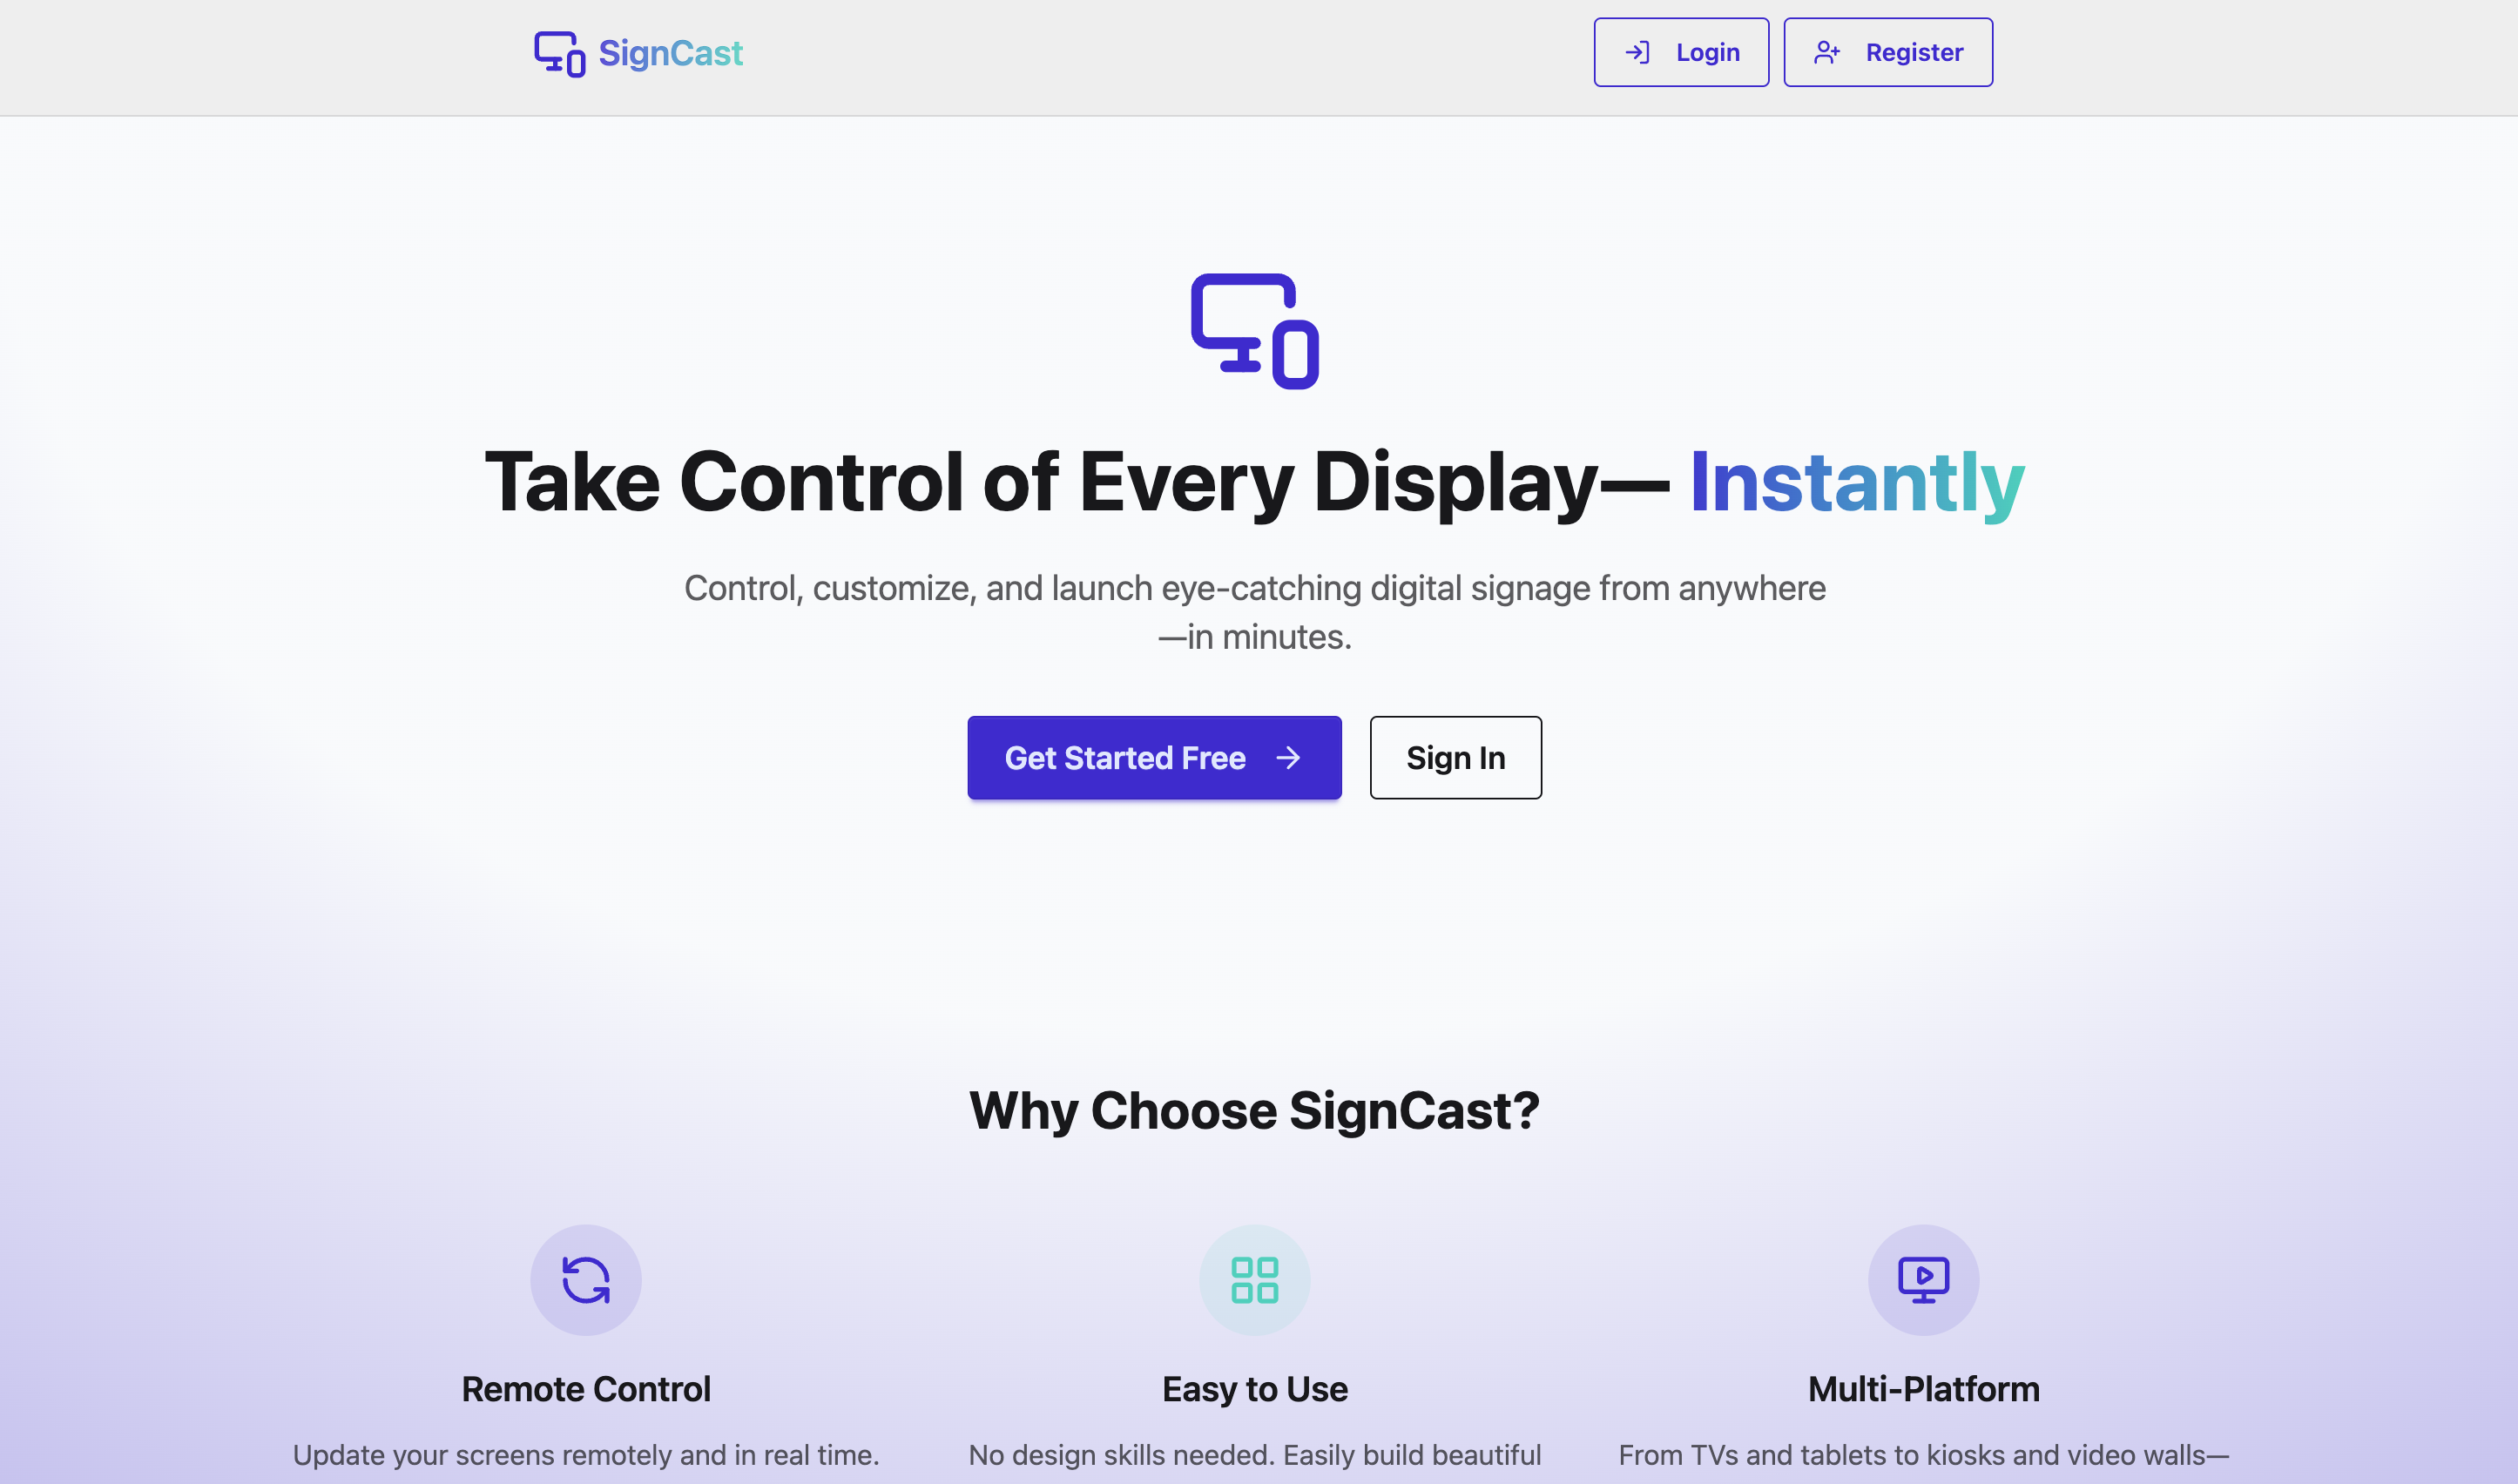 SignCast
Login
Register
Take Control of Every Display— Instantly
Control, customize, and launch eye-catching digital signage from anywhere
—in minutes.
Get Started Free
Sign In
Why Choose SignCast?
Remote Control
Easy to Use
Multi-Platform
Update your screens remotely and in real time.
No design skills needed. Easily build beautiful
From TVs and tablets to kiosks and video walls—